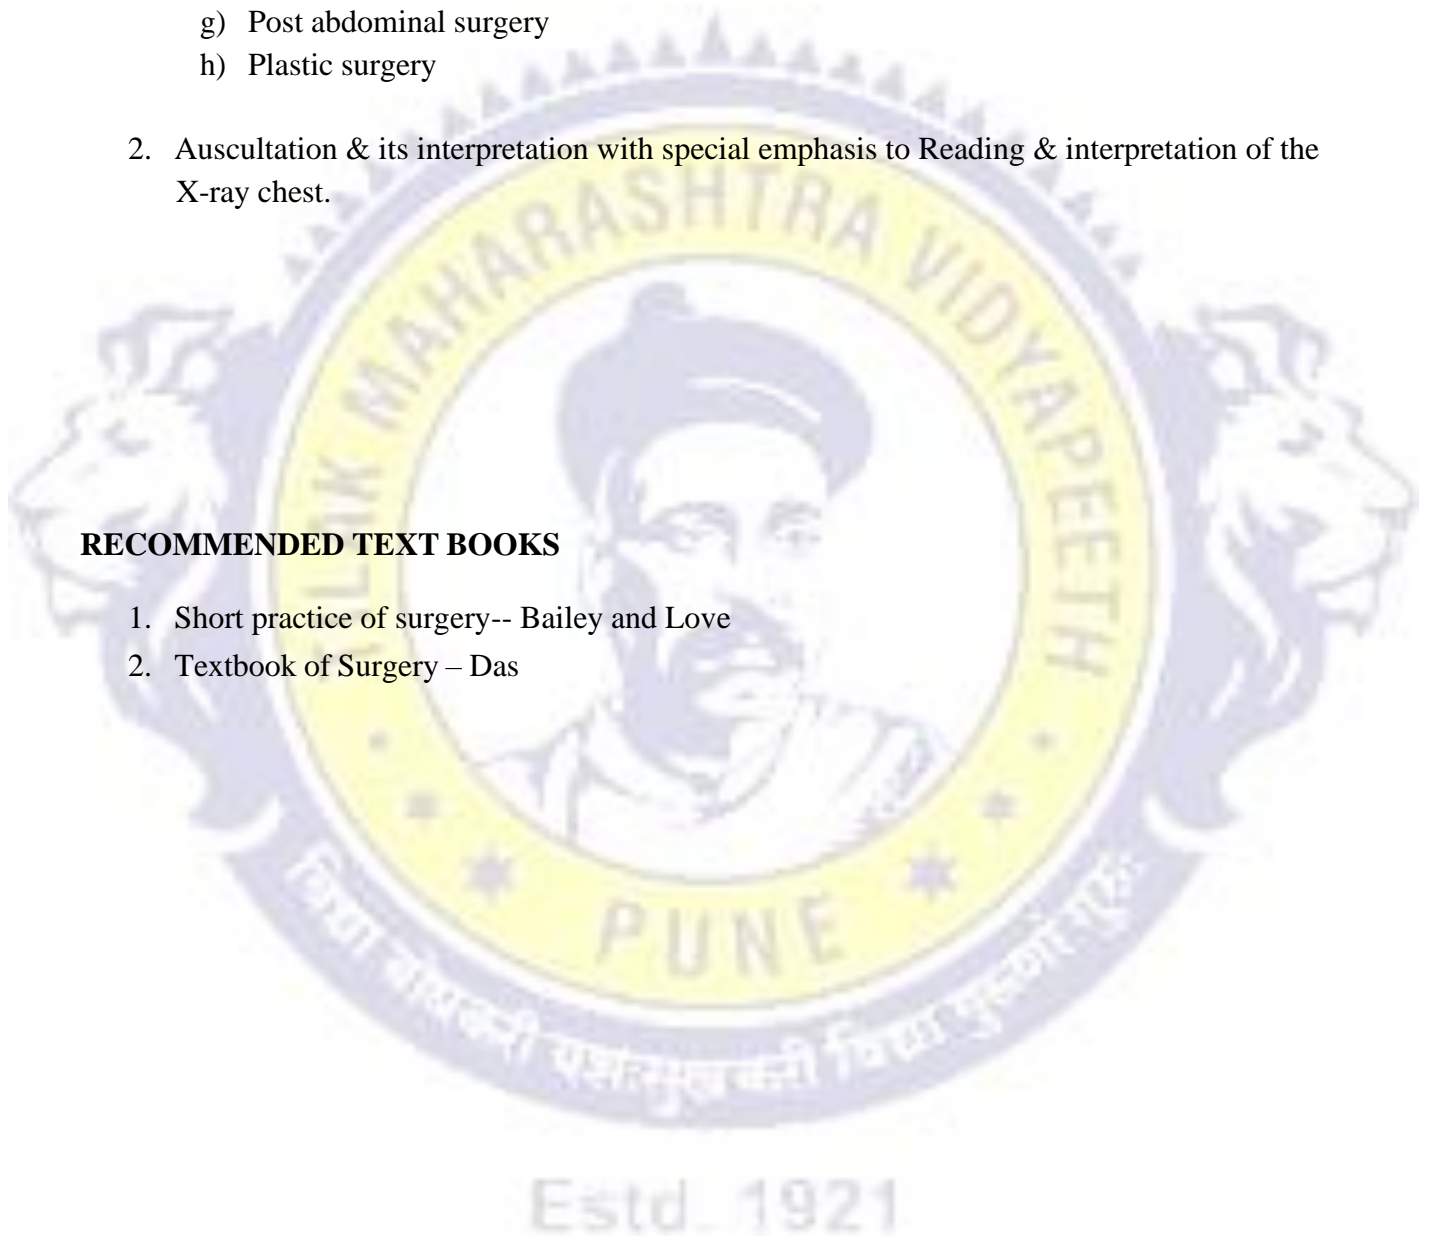 g) Post abdominal surgery
h) Plastic surgery
2. Auscultation & its interpretation with special emphasis to Reading & interpretation of the
X-ray chest.
TILAK MAHARASHTRA VIDYAPEETH
RECOMMENDED TEXT BOOKS
1. Short practice of surgery-- Bailey and Love
2. Textbook of Surgery – Das
PUNE
Estd. 1921